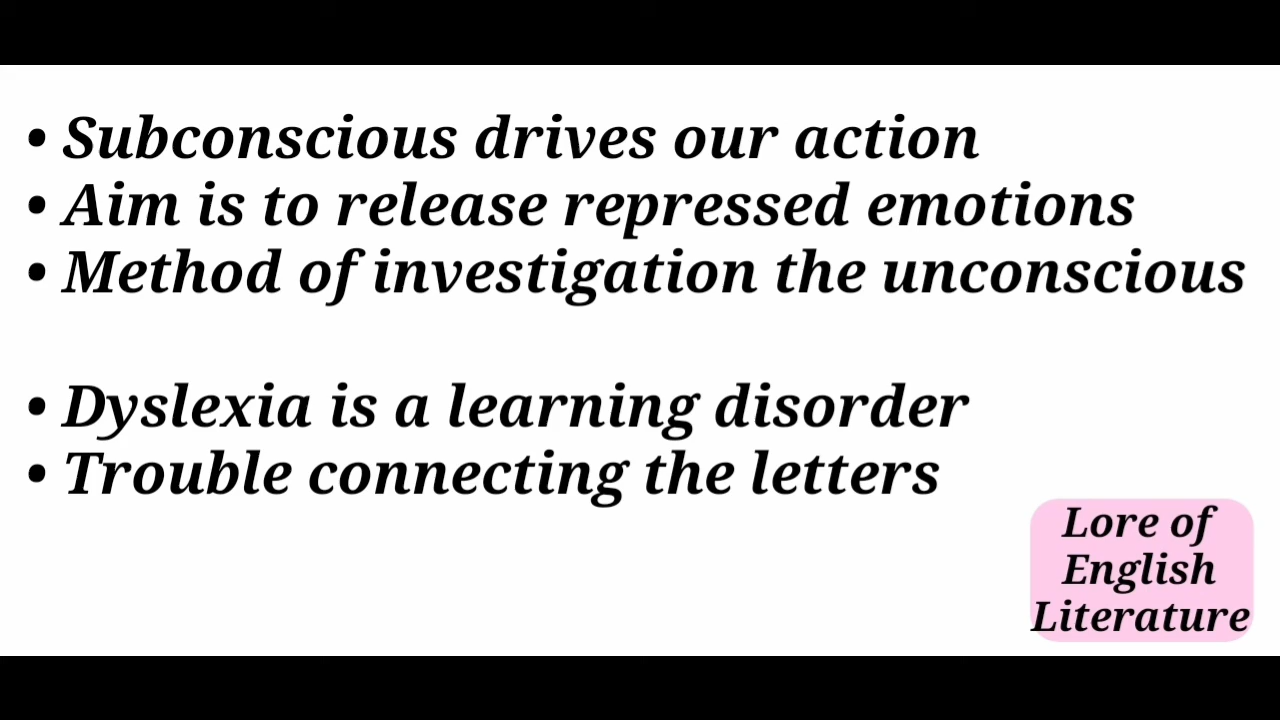 • Subconscious drives our action
• Aim is to release repressed emotions
• Method of investigation the unconscious
• Dyslexia is a learning disorder
• Trouble connecting the letters
Lore of
English
Literature